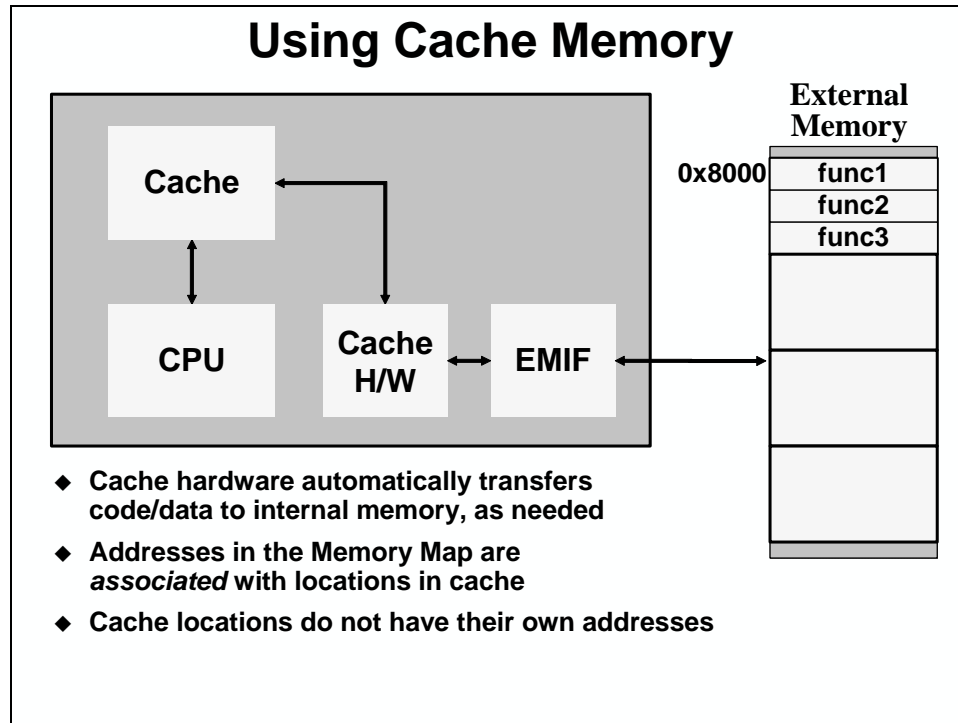 Using Cache Memory
External
Memory
Cache
0x8000
func1
func2
func3
CPU
Cache
H/W
EMIF
◆ Cache hardware automatically transfers
code/data to internal memory, as needed
◆ Addresses in the Memory Map are
associated with locations in cache
◆ Cache locations do not have their own addresses